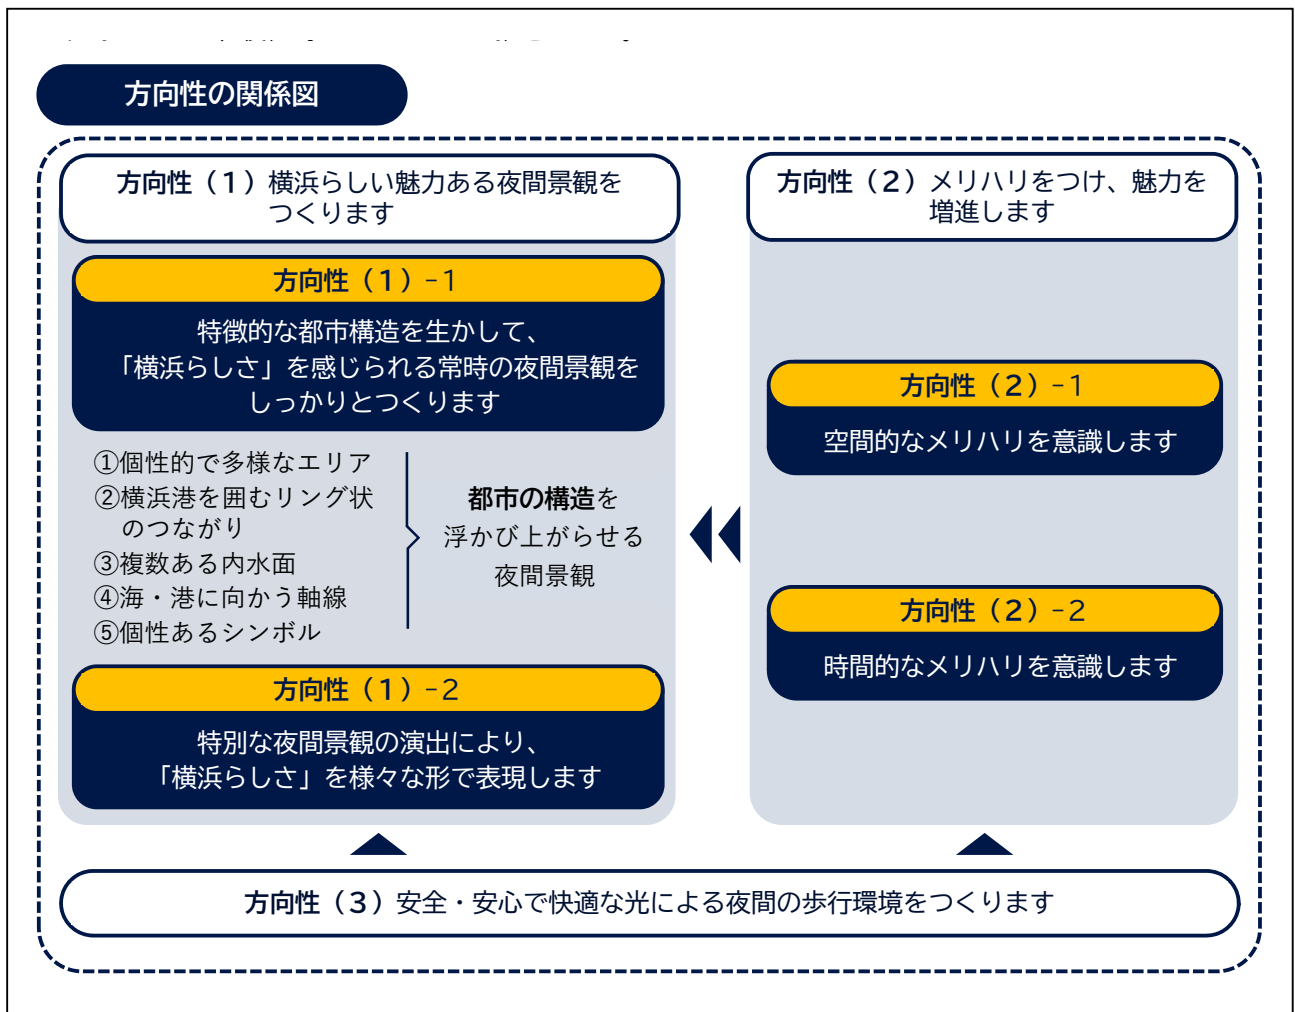 方向性の関係図
方向性（1）横浜らしい魅力ある夜間景観を
つくります
方向性（1）-1
特徴的な都市構造を生かして、
「横浜らしさ」を感じられる常時の夜間景観を
しっかりとつくります
①個性的で多様なエリア
②横浜港を囲むリング状
のつながり
③複数ある内水面
④海・港に向かう軸線
⑤個性あるシンボル
都市の構造を
浮かび上がらせる
夜間景観
方向性（1）-2
特別な夜間景観の演出により、
「横浜らしさ」を様々な形で表現します
方向性（2）メリハリをつけ、魅力を
増進します
方向性（2）-1
空間的なメリハリを意識します
方向性（2）-2
時間的なメリハリを意識します
方向性（3）安全・安心で快適な光による夜間の歩行環境をつくります